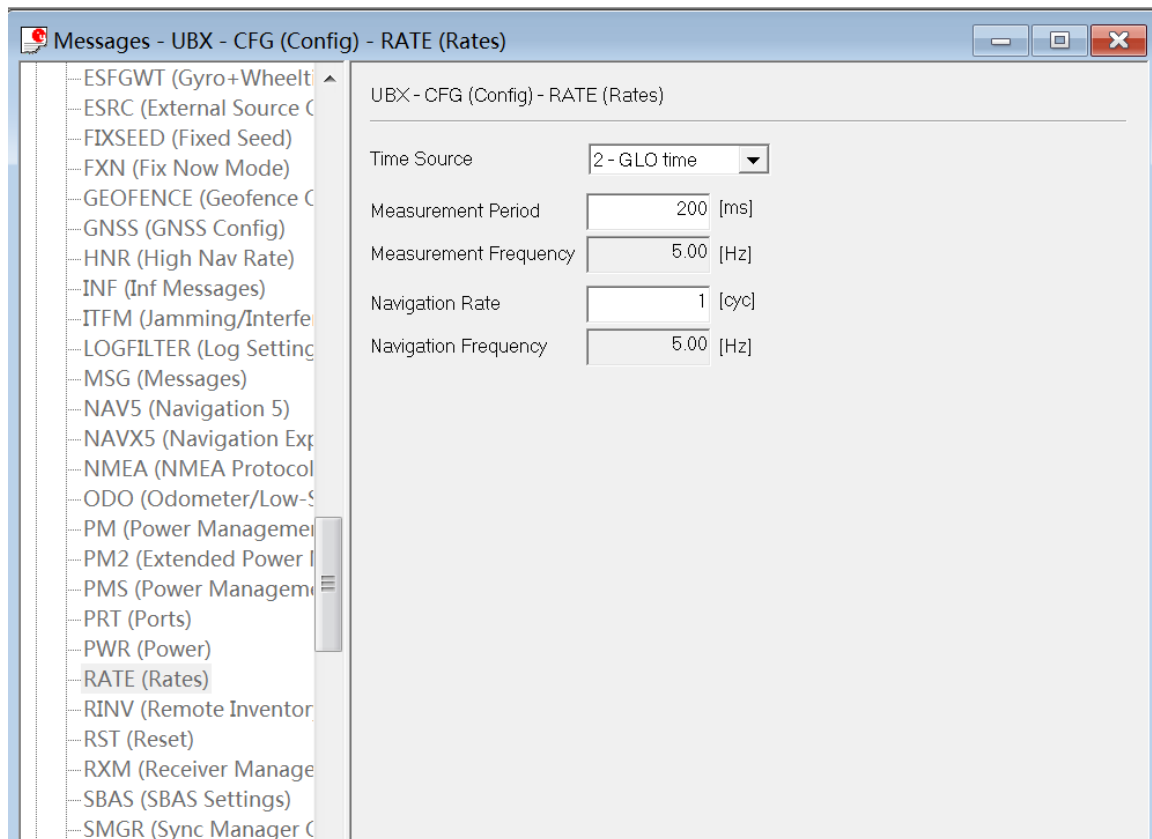 Messages - UBX - CFG (Config) - RATE (Rates)
ESFGWT (Gyro+Wheelti
ESRC (External Source C
FIXSEED (Fixed Seed)
FXN (Fix Now Mode)
GEOFENCE (Geofence C
GNSS (GNSS Config)
HNR (High Nav Rate)
INF (Inf Messages)
ITFM (Jamming/Interfe
LOGFILTER (Log Setting
MSG (Messages)
NAV5 (Navigation 5)
NAVX5 (Navigation Exp
NMEA (NMEA Protocol
ODO (Odometer/Low-S
PM (Power Managemen
PM2 (Extended Power M
PMS (Power Manageme
PRT (Ports)
PWR (Power)
RATE (Rates)
RINV (Remote Inventor
RST (Reset)
RXM (Receiver Manage
SBAS (SBAS Settings)
SMGR (Sync Manager C
UBX - CFG (Config) - RATE (Rates)
Time Source 2 - GLO time
Measurement Period 200 [ms]
Measurement Frequency 5.00 [Hz]
Navigation Rate 1 [cyc]
Navigation Frequency 5.00 [Hz]